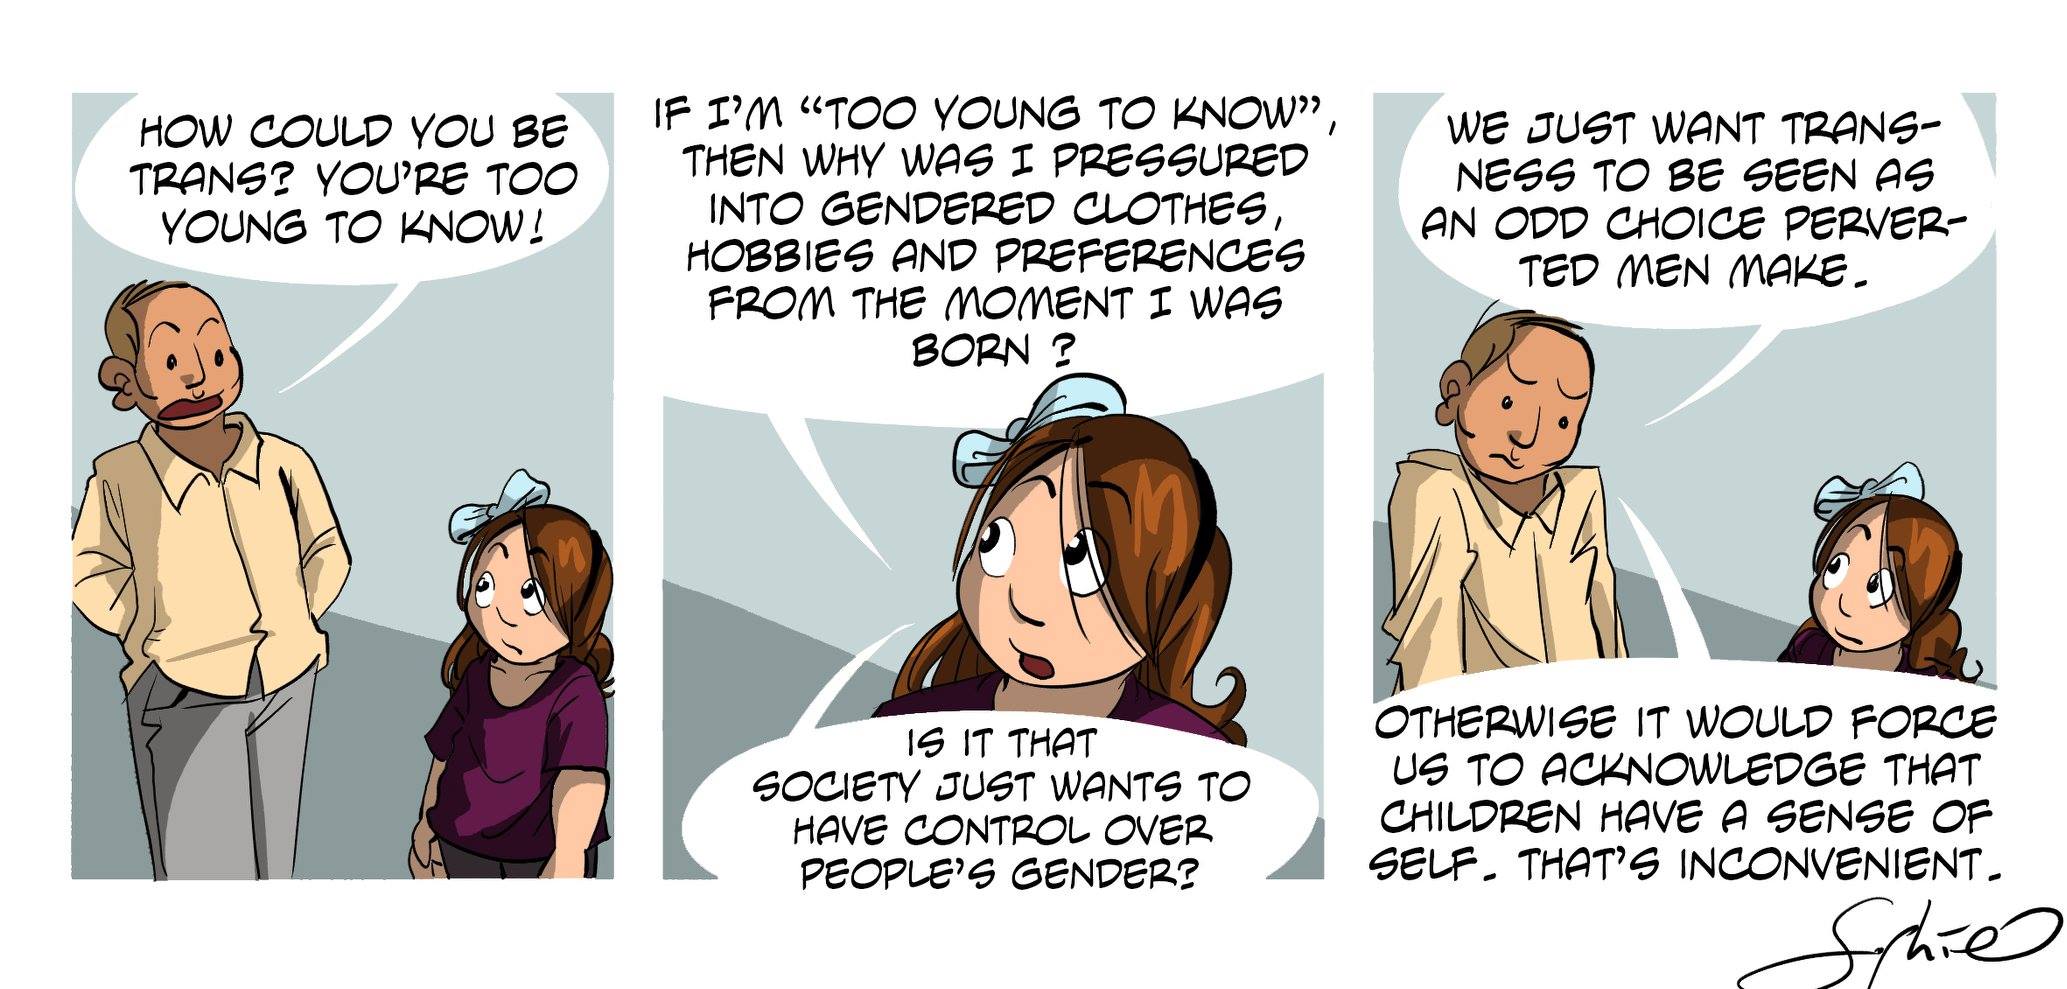 HOW COULD YOU BE
TRANS? YOU'RE TOO
YOUNG TO KNOW!
IF I'M “TOO YOUNG TO KNOW”,
THEN WHY WAS I PRESSURED
INTO GENDERED CLOTHES,
HOBBIES AND PREFERENCES
FROM THE MOMENT I WAS
BORN ?
IS IT THAT
SOCIETY JUST WANTS TO
HAVE CONTROL OVER
PEOPLE'S GENDER?
WE JUST WANT TRANS-
NESS TO BE SEEN AS
AN ODD CHOICE PERVER-
TED MEN MAKE.
OTHERWISE IT WOULD FORCE
US TO ACKNOWLEDGE THAT
CHILDREN HAVE A SENSE OF
SELF. THAT'S INCONVENIENT.
Sophie